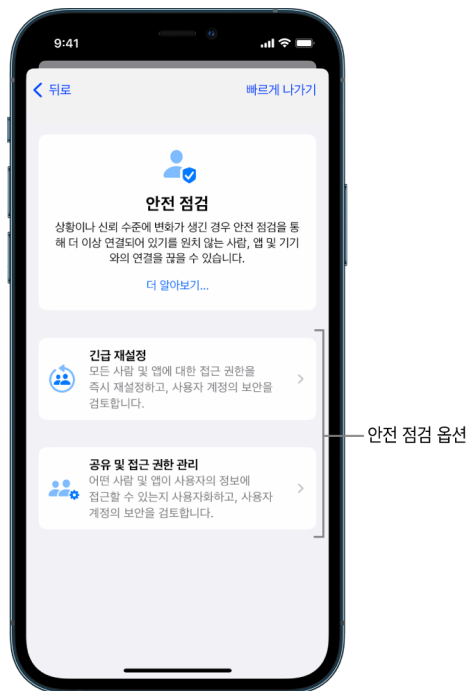 9:41
뒤로
빠르게 나가기
안전 점검
상황이나 신뢰 수준에 변화가 생긴 경우 안전 점검을 통
해 더 이상 연결되어 있기를 원치 않는 사람, 앱 및 기기
와의 연결을 끊을 수 있습니다.
더 알아보기...
긴급 재설정
모든 사람 및 앱에 대한 접근 권한을
즉시 재설정하고, 사용자 계정의 보안을
검토합니다.
안전 점검 옵션
공유 및 접근 권한 관리
어떤 사람 및 앱이 사용자의 정보에
접근할 수 있는지 사용자화하고, 사용자
계정의 보안을 검토합니다.